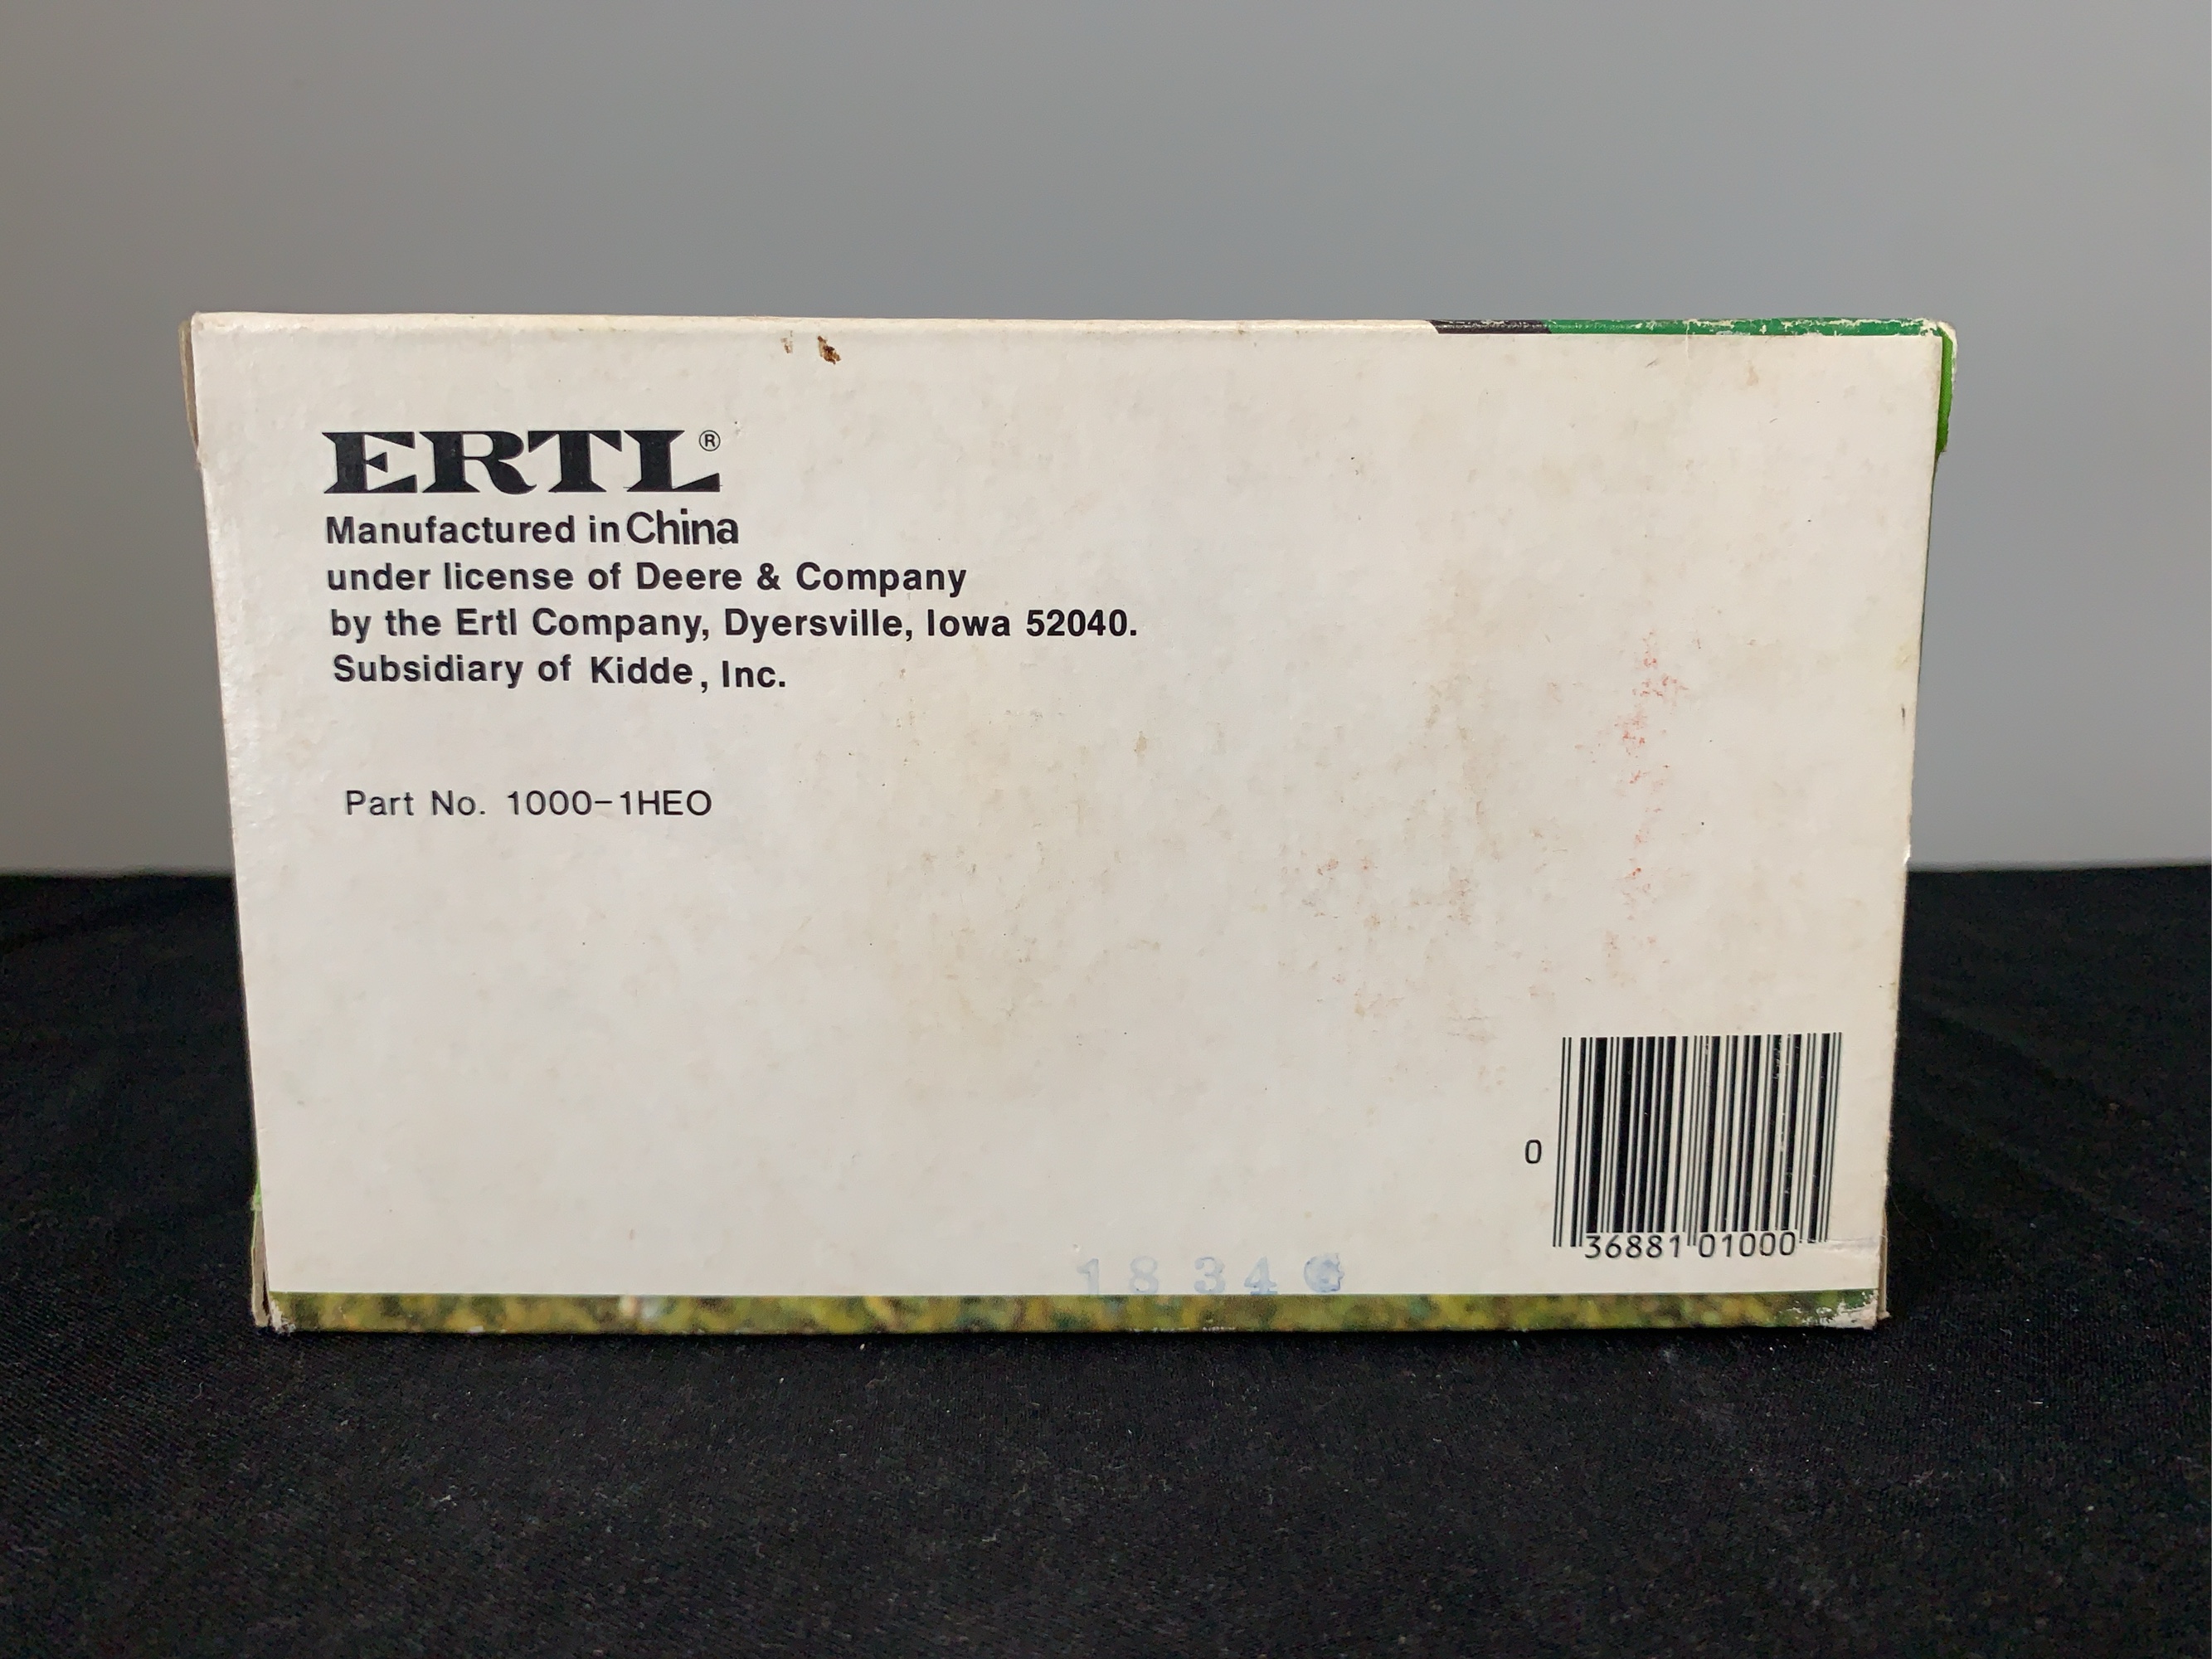 ERTL®
Manufactured in China
under license of Deere & Company
by the Ertl Company, Dyersville, Iowa 52040.
Subsidiary of Kidde, Inc.
Part No. 1000-1HEO
0 36881 01000
1834